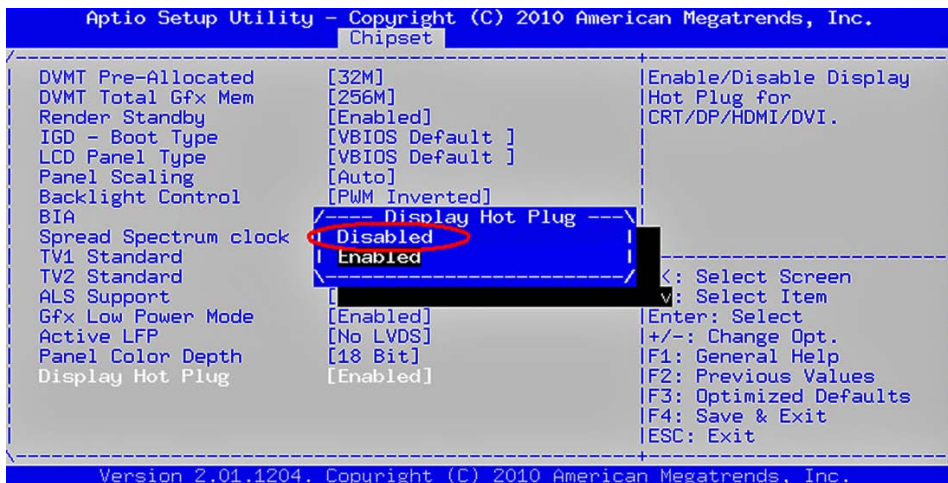 Aptio Setup Utility - Copyright (C) 2010 American Megatrends, Inc.
Chipset
DVMT Pre-Allocated [32M]
DVMT Total Gfx Mem [256M]
Render Standby [Enabled]
IGD - Boot Type [VBIOS Default ]
LCD Panel Type [VBIOS Default ]
Panel Scaling [Auto]
Backlight Control [PWM Inverted]
BIA
Spread Spectrum clock
TV1 Standard
TV2 Standard
ALS Support [
Gfx Low Power Mode [Enabled]
Active LFP [No LVDS]
Panel Color Depth [18 Bit]
Display Hot Plug [Enabled]
Display Hot Plug
Disabled
Enabled
Enable/Disable Display
Hot Plug for
CRT/DP/HDMI/DVI.
<: Select Screen
v: Select Item
Enter: Select
+/-: Change Opt.
F1: General Help
F2: Previous Values
F3: Optimized Defaults
F4: Save & Exit
ESC: Exit
Version 2.01.1204. Copyright (C) 2010 American Megatrends, Inc.